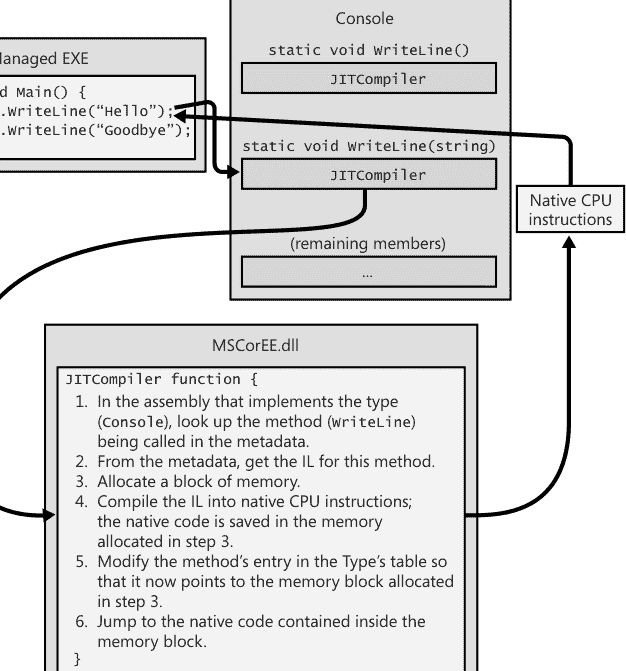 Console
static void WriteLine()
JITCompiler
anaged EXE
d Main() {
.WriteLine(“Hello”);
.WriteLine(“Goodbye”);
static void WriteLine(string)
JITCompiler
Native CPU
instructions
(remaining members)
...
MSCorEE.dll
JITCompiler function {
1. In the assembly that implements the type
(Console), look up the method (WriteLine)
being called in the metadata.
2. From the metadata, get the IL for this method.
3. Allocate a block of memory.
4. Compile the IL into native CPU instructions;
the native code is saved in the memory
allocated in step 3.
5. Modify the method’s entry in the Type’s table so
that it now points to the memory block allocated
in step 3.
6. Jump to the native code contained inside the
memory block.
}